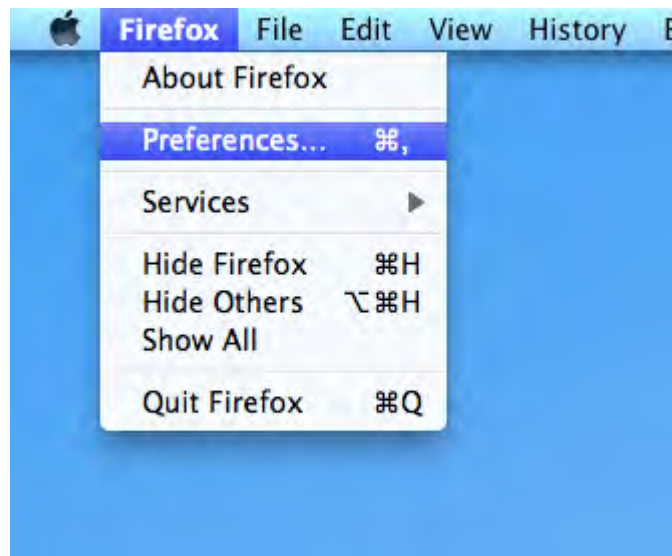 Firefox File Edit View History
About Firefox
Preferences... ⌘,
Services
Hide Firefox ⌘H
Hide Others ⌥⌘H
Show All
Quit Firefox ⌘Q